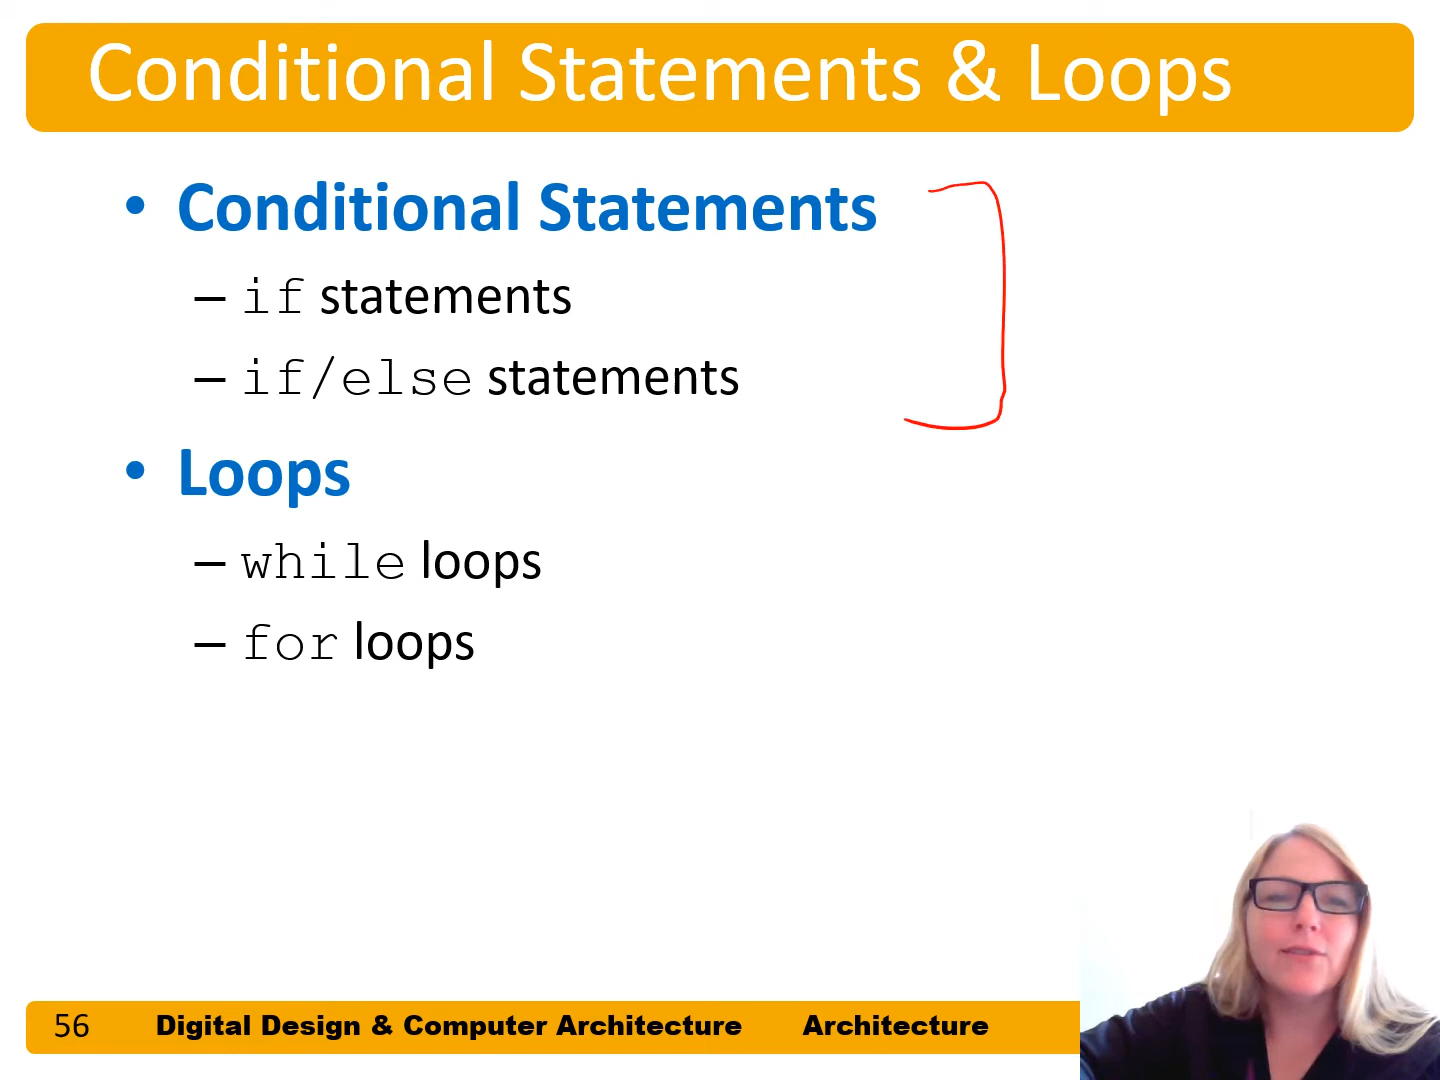 Conditional Statements & Loops
• Conditional Statements
– if statements
– if/else statements
• Loops
– while loops
– for loops
56 Digital Design & Computer Architecture Architecture